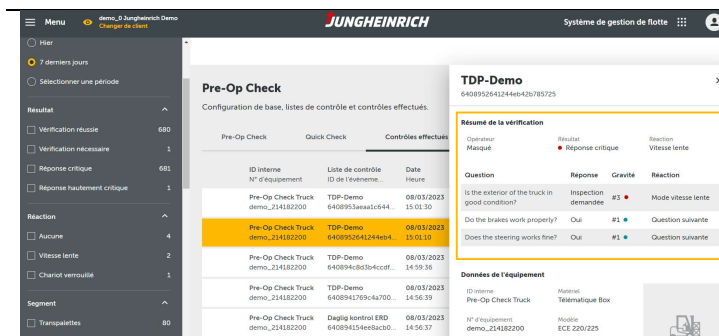 Menu
demo_0 Jungheinrich Demo
Changer de client
JUNGHEINRICH
Système de gestion de flotte
Hier
7 derniers jours
Sélectionner une période
Résultat
Vérification réussie 680
Vérification nécessaire 1
Réponse critique 681
Réponse hautement critique 1
Réaction
Aucune 4
Vitesse lente 2
Chariot verrouillé 1
Segment
Transpalettes 80
Pre-Op Check
Configuration de base, listes de contrôle et contrôles effectués.
Pre-Op Check Quick Check Contrôles effectués
ID interne Liste de contrôle Date
N° d'équipement ID de l'évèneme... Heure
Pre-Op Check Truck TDP-Demo 08/03/2023
demo_214182200 6408953aeaa1c644... 15:01:30
Pre-Op Check Truck TDP-Demo 08/03/2023
demo_214182200 6408952641244eb4... 15:01:10
Pre-Op Check Truck TDP-Demo 08/03/2023
demo_214182200 640894c8d3b4ccdf... 14:59:36
Pre-Op Check Truck TDP-Demo 08/03/2023
demo_214182200 6408941769c4a700... 14:56:39
Pre-Op Check Truck Daglig kontrol ERD 08/03/2023
demo_214182200 640894154ee8acb0... 14:56:37
TDP-Demo
6408952641244eb42b785725
Résumé de la vérification
Opérateur Résultat Réaction
Masqué Réponse critique Vitesse lente
Question Réponse Gravité Réaction
Is the exterior of the truck in good condition? Inspection demandée #3 Mode vitesse lente
Do the brakes work properly? Oui #1 Question suivante
Does the steering works fine? Oui #1 Question suivante
Données de l'équipement
ID interne Matériel
Pre-Op Check Truck Télématique Box
N° d'équipement Modèle
demo_214182200 ECE 220/225